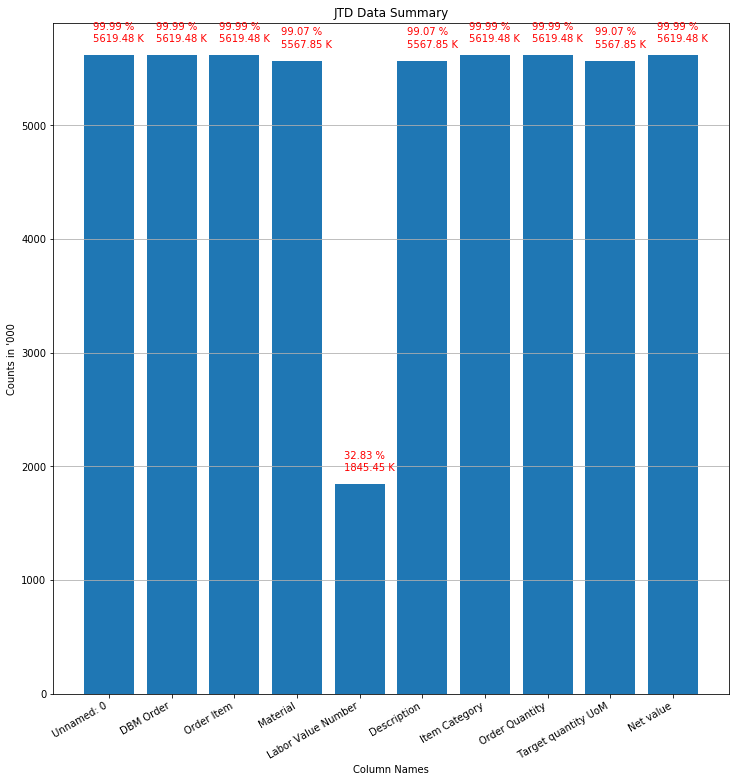 JTD Data Summary
99.99 %
5619.48 K
99.99 %
5619.48 K
99.99 %
5619.48 K
99.07 %
5567.85 K
32.83 %
1845.45 K
99.07 %
5567.85 K
99.99 %
5619.48 K
99.99 %
5619.48 K
99.07 %
5567.85 K
99.99 %
5619.48 K
Counts in '000
5000
4000
3000
2000
1000
0
Unnamed: 0
DBM Order
Order Item
Material
Labor Value Number
Description
Item Category
Order Quantity
Target quantity UoM
Net value
Column Names